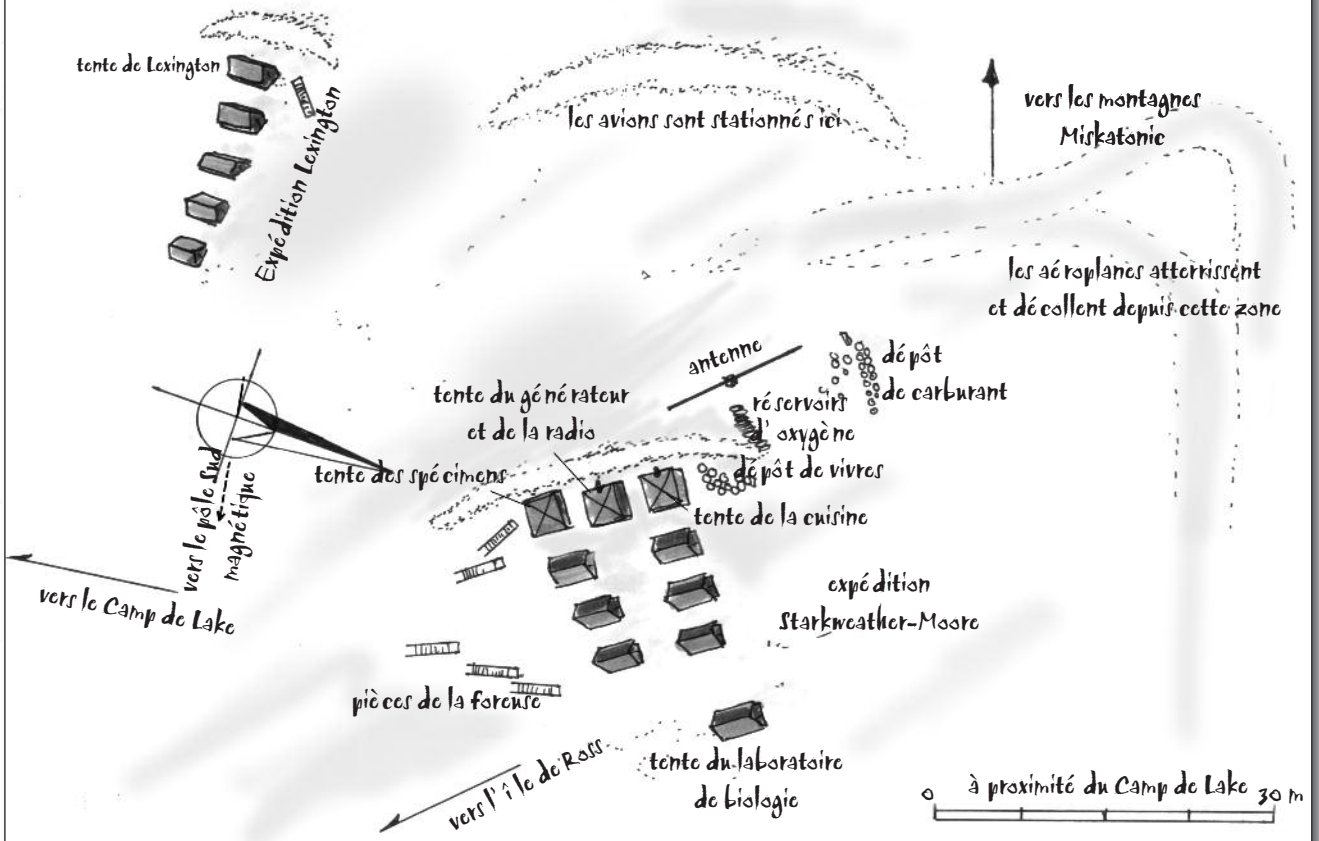 tente de Lexington
Expédition Lexington
les avions sont stationnés ici
vers les montagnes
Miskatonic
les aéroplanes atterrissent
et décollent depuis cette zone
antenne
dépôt
de carburant
réservoirs
d'oxygène
tente du générateur
et de la radio
tente des spécimens
dépôt de vivres
tente de la cuisine
vers le pôle Sud
magnétique
vers le Camp de Lake
expédition
Starkweather-Moore
pièces de la foreuse
vers l'île de Ross
tente du laboratoire
de biologie
à proximité du Camp de Lake
0 30 m